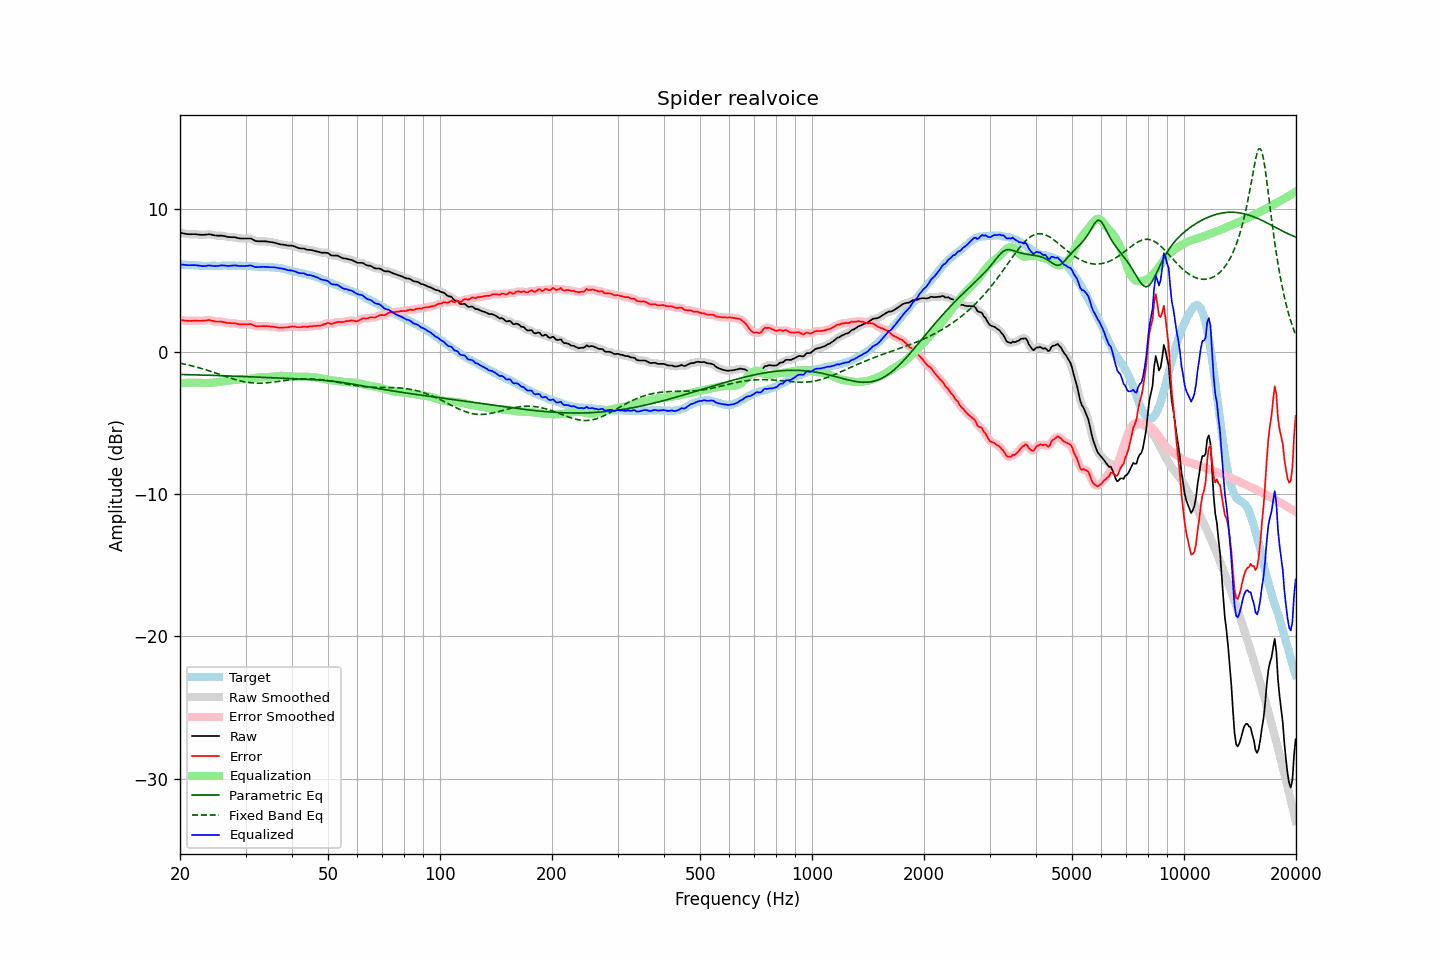 Spider realvoice
Amplitude (dBr)
10
0
−10
−20
−30
Target
Raw Smoothed
Error Smoothed
Raw
Error
Equalization
Parametric Eq
Fixed Band Eq
Equalized
20 50 100 200 500 1000 2000 5000 10000 20000
Frequency (Hz)